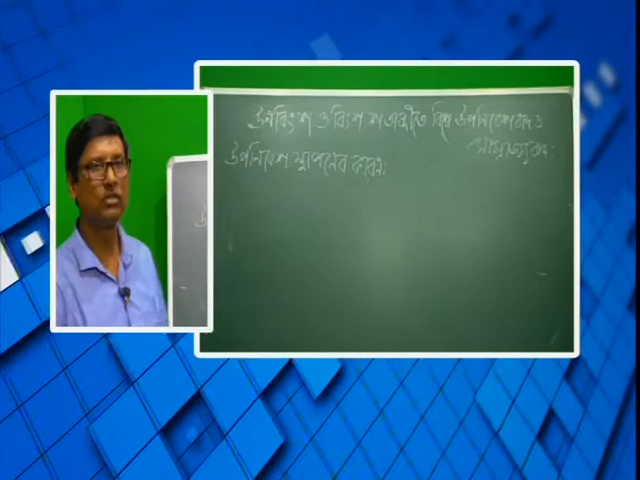 ঊনবিংশ ও বিংশ শতাব্দীতে বিশ্বে উপনিবেশবাদ ও
সাম্রাজ্যবাদ:
উপনিবেশ স্থাপনের কারণ: